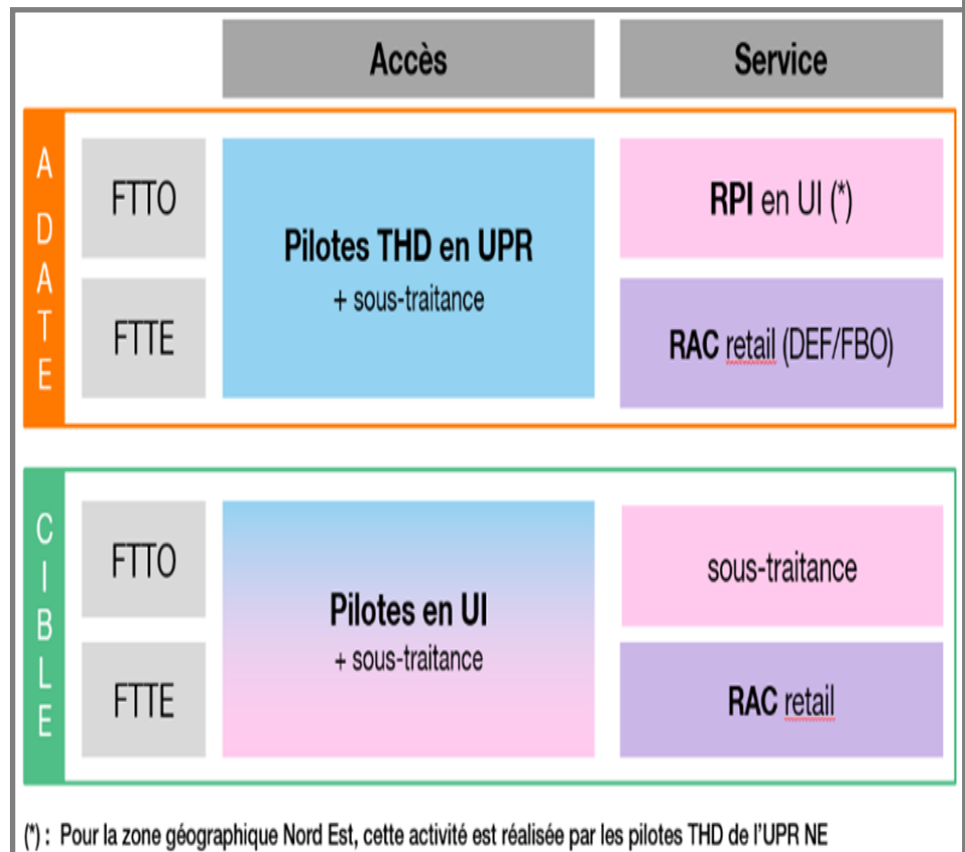 Accès
Service
A DATE
FTTO
Pilotes THD en UPR
+ sous-traitance
RPI en UI (*)
FTTE
RAC retail (DEF/FBO)
CIBLE
FTTO
Pilotes en UI
+ sous-traitance
sous-traitance
FTTE
RAC retail
(*) : Pour la zone géographique Nord Est, cette activité est réalisée par les pilotes THD de l'UPR NE